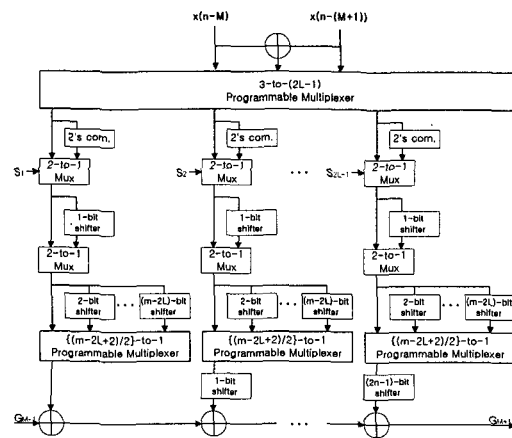 x(n-M) x(n-(M+1))
3-to-(2L-1)
Programmable Multiplexer
2's com. 2's com. 2's com.
S1 2-to-1 Mux S2 2-to-1 Mux ... S2L-1 2-to-1 Mux
1-bit shifter 1-bit shifter 1-bit shifter
2-to-1 Mux 2-to-1 Mux 2-to-1 Mux
2-bit shifter ... (m-2L)-bit shifter 2-bit shifter ... (m-2L)-bit shifter 2-bit shifter ... (m-2L)-bit shifter
{(m-2L+2)/2}-to-1 Programmable Multiplexer {(m-2L+2)/2}-to-1 Programmable Multiplexer {(m-2L+2)/2}-to-1 Programmable Multiplexer
1-bit shifter (2n-1)-bit shifter
... GM+1